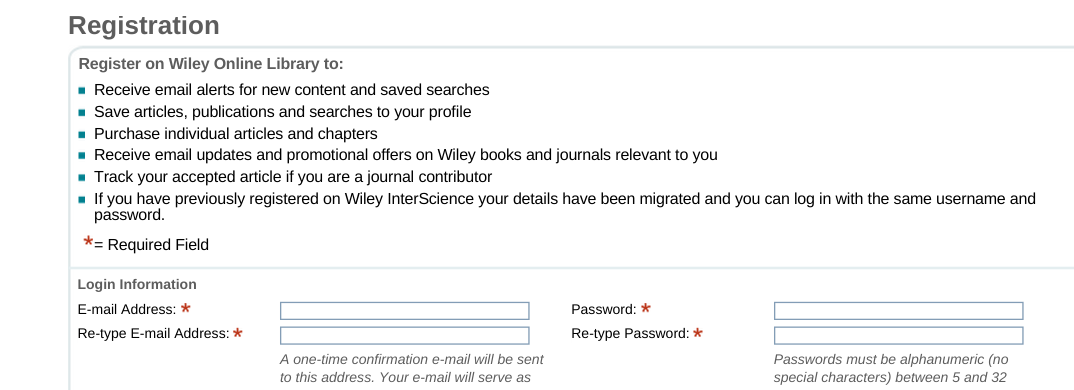 Registration
Register on Wiley Online Library to:
Receive email alerts for new content and saved searches
Save articles, publications and searches to your profile
Purchase individual articles and chapters
Receive email updates and promotional offers on Wiley books and journals relevant to you
Track your accepted article if you are a journal contributor
If you have previously registered on Wiley InterScience your details have been migrated and you can log in with the same username and
password.
*= Required Field
Login Information
E-mail Address: * Password: *
Re-type E-mail Address: * Re-type Password: *
A one-time confirmation e-mail will be sent Passwords must be alphanumeric (no
to this address. Your e-mail will serve as special characters) between 5 and 32